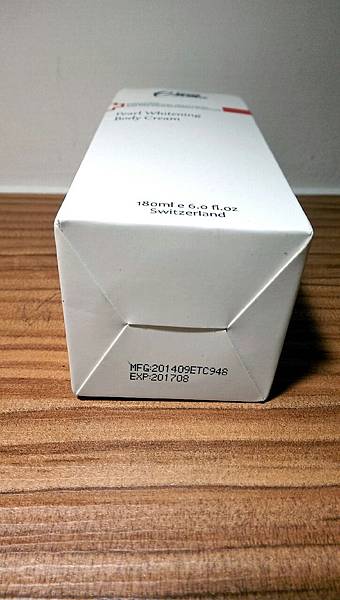 Pearl Whitening
Body Cream
180ml e 6.0 fl.oz
Switzerland
MFG:201409ETC948
EXP:201708